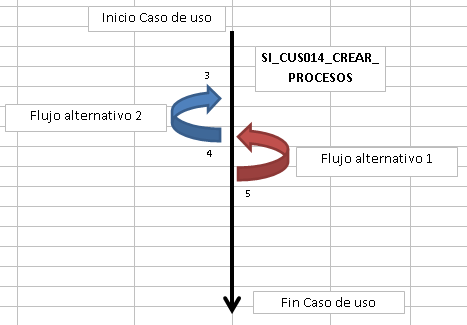 Inicio Caso de uso
SI_CUS014_CREAR_
PROCESOS
3
Flujo alternativo 2
4
Flujo alternativo 1
5
Fin Caso de uso